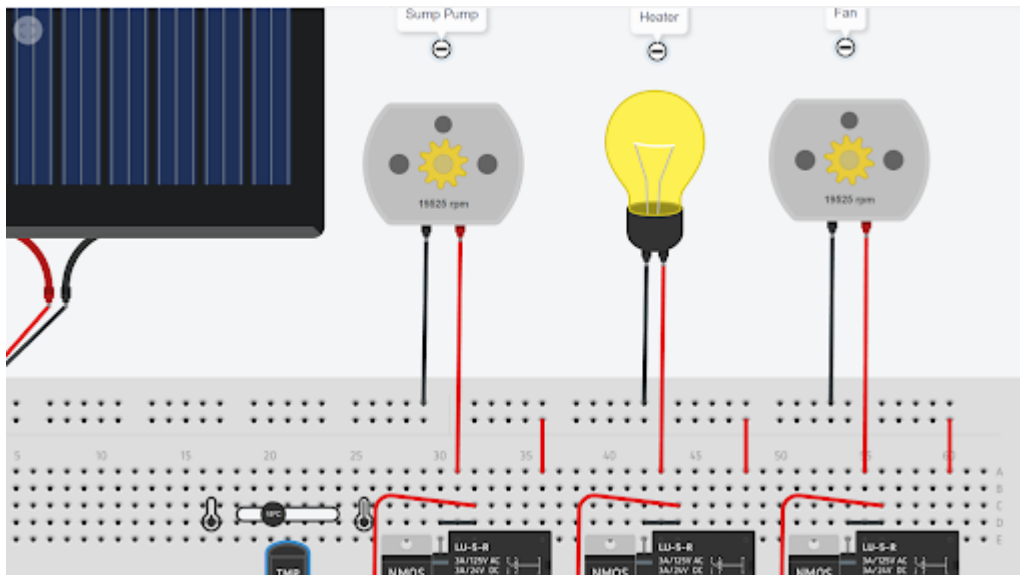 Sump Pump
Heater
Fan
19525 rpm
19525 rpm
5 10 15 20 25 30 35 40 45 50 55 60
A
B
C
D
E
LU-5-R
3A/125V AC
3A/24V DC
NMOS
LU-5-R
3A/125V AC
3A/24V DC
NMOS
LU-5-R
3A/125V AC
3A/24V DC
NMOS
TMP